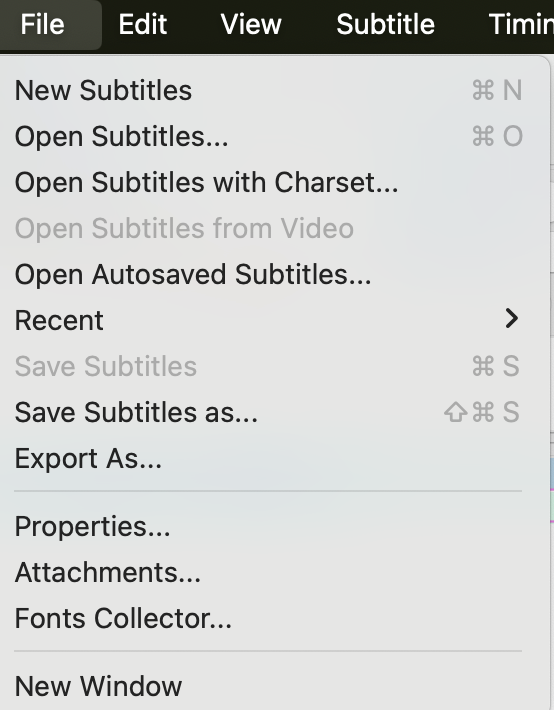 File Edit View Subtitle Timin
New Subtitles ⌘ N
Open Subtitles... ⌘ O
Open Subtitles with Charset...
Open Subtitles from Video
Open Autosaved Subtitles...
Recent
Save Subtitles ⌘ S
Save Subtitles as... ⇧⌘ S
Export As...
Properties...
Attachments...
Fonts Collector...
New Window